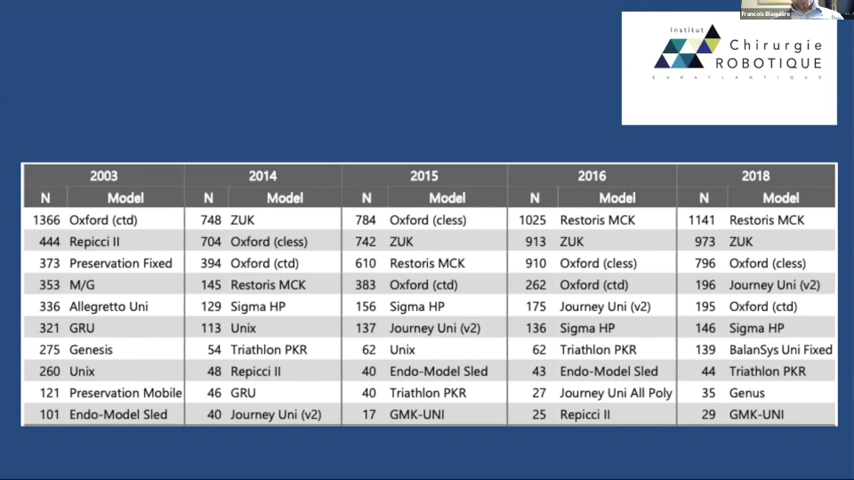 Francois Blaquière
Institut
Chirurgie
ROBOTIQUE
EURATLANTIQUE
2003 2014 2015 2016 2018
N Model N Model N Model N Model N Model
1366 Oxford (ctd) 748 ZUK 784 Oxford (cless) 1025 Restoris MCK 1141 Restoris MCK
444 Repicci II 704 Oxford (cless) 742 ZUK 913 ZUK 973 ZUK
373 Preservation Fixed 394 Oxford (ctd) 610 Restoris MCK 910 Oxford (cless) 796 Oxford (cless)
353 M/G 145 Restoris MCK 383 Oxford (ctd) 262 Oxford (ctd) 196 Journey Uni (v2)
336 Allegretto Uni 129 Sigma HP 156 Sigma HP 175 Journey Uni (v2) 195 Oxford (ctd)
321 GRU 113 Unix 137 Journey Uni (v2) 136 Sigma HP 146 Sigma HP
275 Genesis 54 Triathlon PKR 62 Unix 62 Triathlon PKR 139 BalanSys Uni Fixed
260 Unix 48 Repicci II 40 Endo-Model Sled 43 Endo-Model Sled 44 Triathlon PKR
121 Preservation Mobile 46 GRU 40 Triathlon PKR 27 Journey Uni All Poly 35 Genus
101 Endo-Model Sled 40 Journey Uni (v2) 17 GMK-UNI 25 Repicci II 29 GMK-UNI